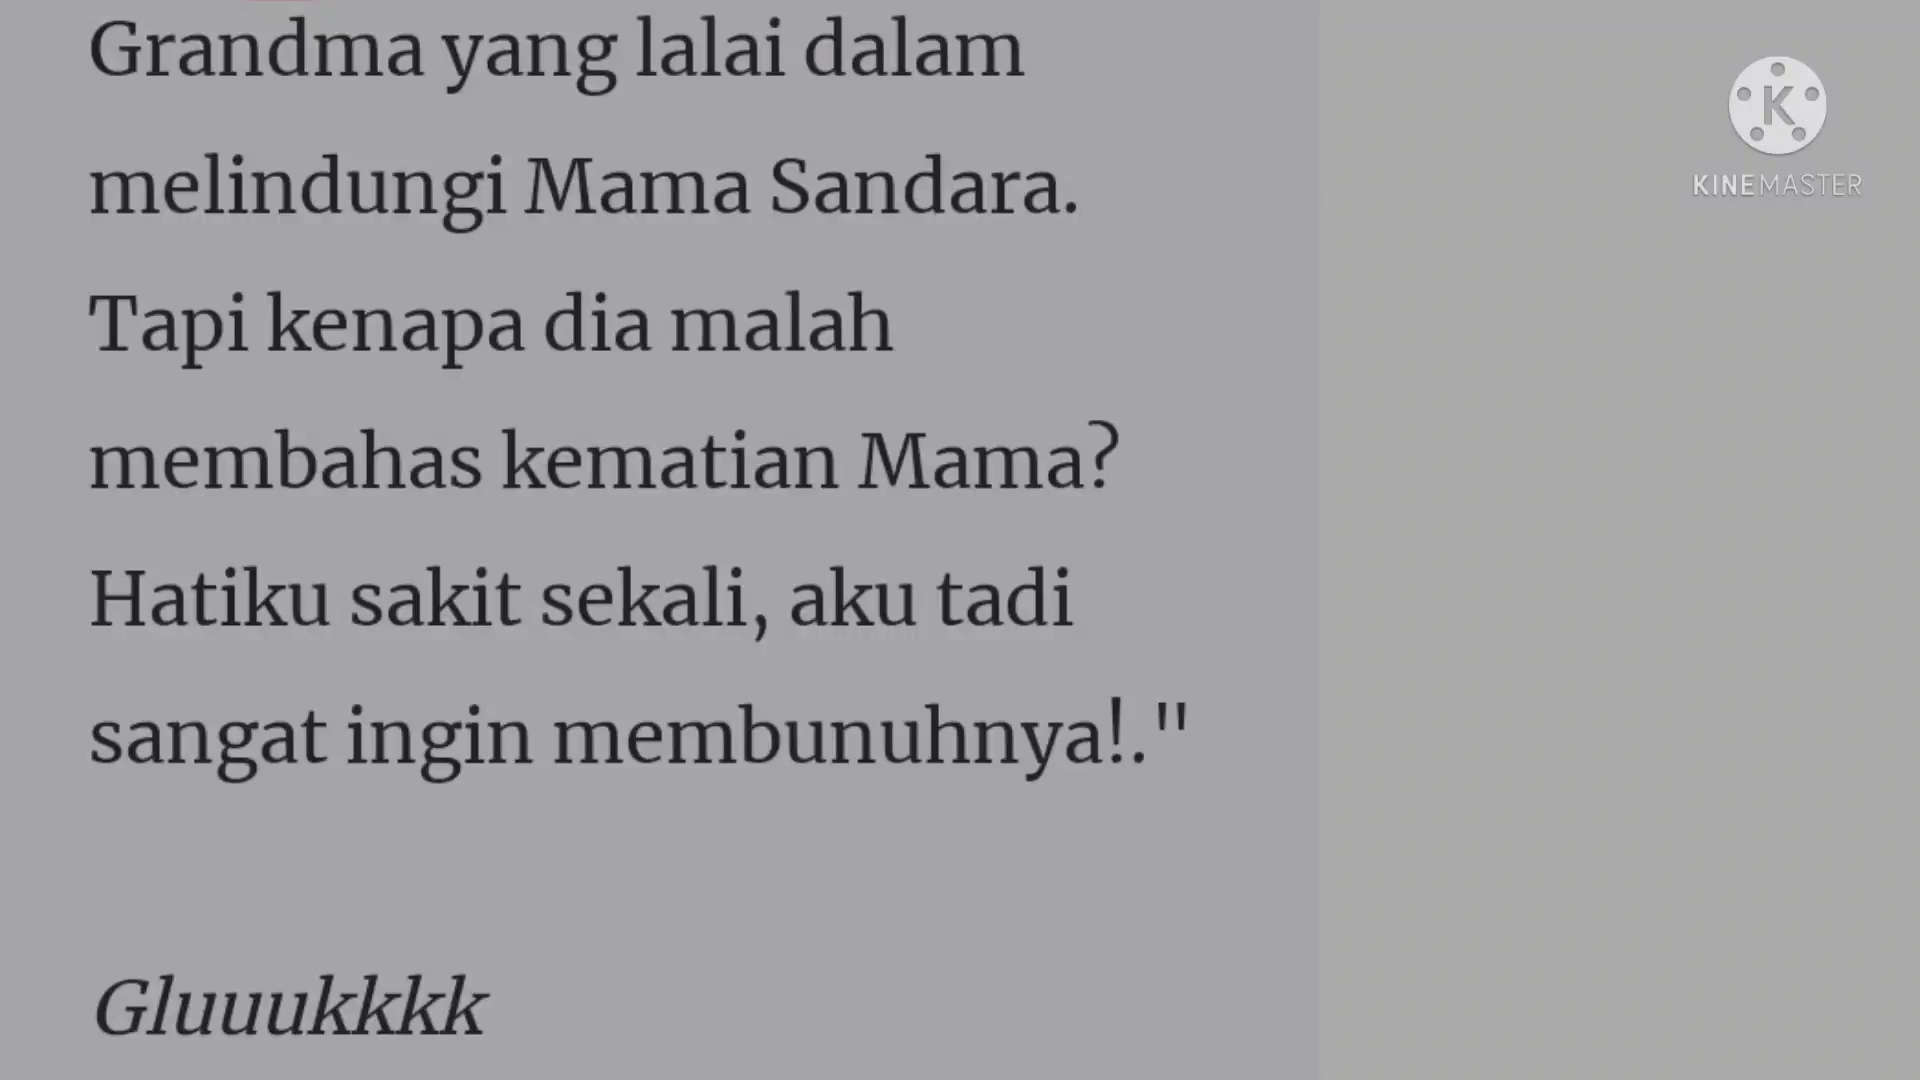 Grandma yang lalai dalam
melindungi Mama Sandara.
Tapi kenapa dia malah
membahas kematian Mama?
Hatiku sakit sekali, aku tadi
sangat ingin membunuhnya!."
Gluuukkkk
K
KINEMASTER